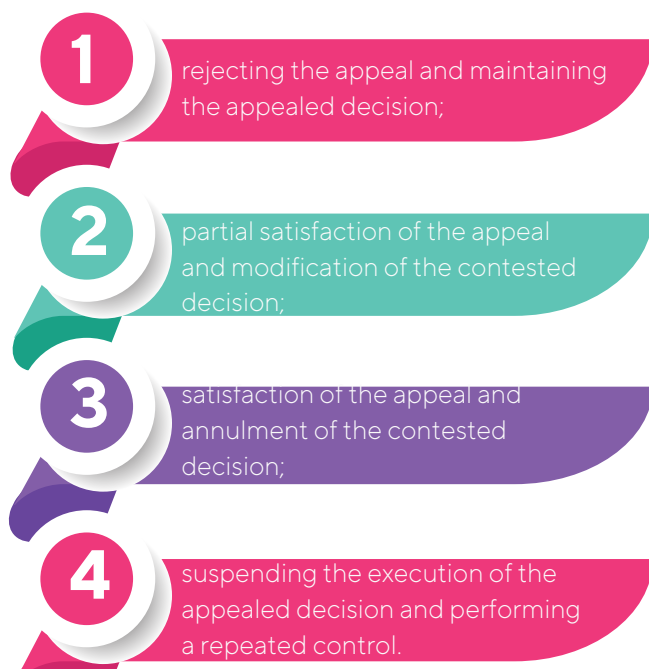 1
rejecting the appeal and maintaining
the appealed decision;
2
partial satisfaction of the appeal
and modification of the contested
decision;
3
satisfaction of the appeal and
annulment of the contested
decision;
4
suspending the execution of the
appealed decision and performing
a repeated control.